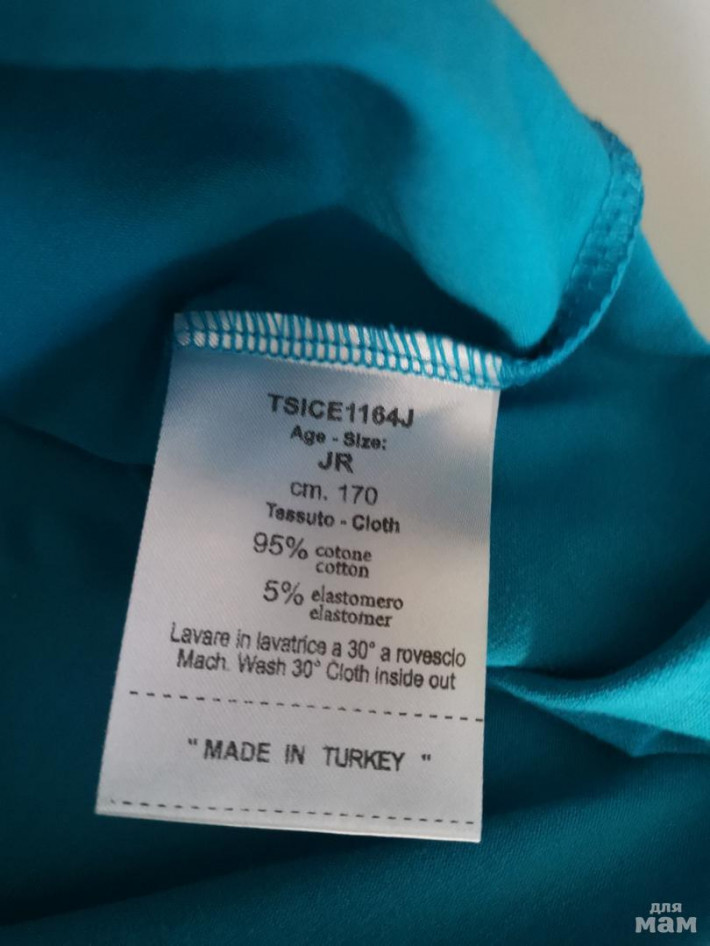 TSICE1164J
Age - Size:
JR
cm. 170
Tessuto - Cloth
95% cotone
cotton
5% elastomero
elastomer
Lavare in lavatrice a 30° a rovescio
Mach. Wash 30° Cloth inside out
"MADE IN TURKEY"
для
мам